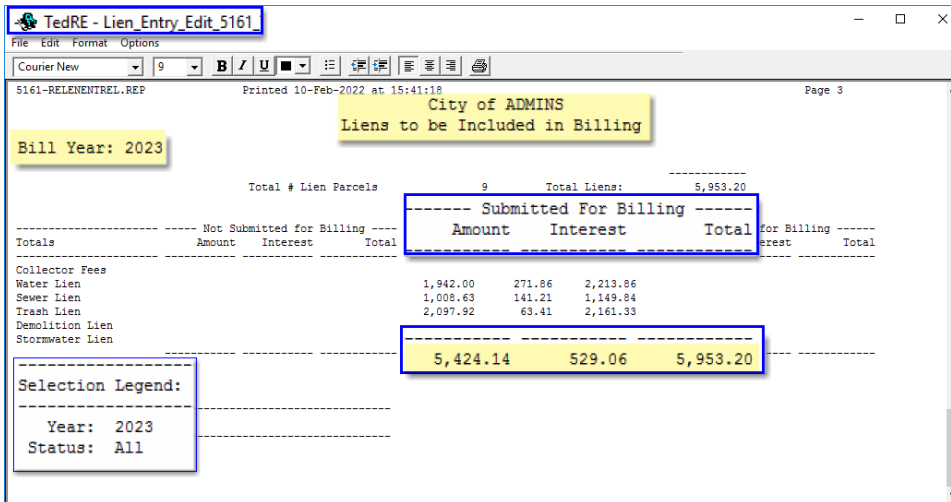 TedRE - Lien_Entry_Edit_5161_
File Edit Format Options
Courier New 9 B I U
5161-RELENENTREL.REP Printed 10-Feb-2022 at 15:41:18 Page 3
City of ADMINS
Liens to be Included in Billing
Bill Year: 2023
------------
Total # Lien Parcels 9 Total Liens: 5,953.20
------- Submitted For Billing ------
---------------------- ----- Not Submitted for Billing ---- for Billing ------
Totals Amount Interest Total Amount Interest Total erest Total
---------------------- ----------- ----------- ------------ ----------- ----------- ------------ ----------- ------------
Collector Fees
Water Lien 1,942.00 271.86 2,213.86
Sewer Lien 1,008.63 141.21 1,149.84
Trash Lien 2,097.92 63.41 2,161.33
Demolition Lien
Stormwater Lien
----------- ----------- ------------ ----------- ----------- ------------ ---- ------------
5,424.14 529.06 5,953.20
-------------------
Selection Legend:
-------------------
Year: 2023
Status: All